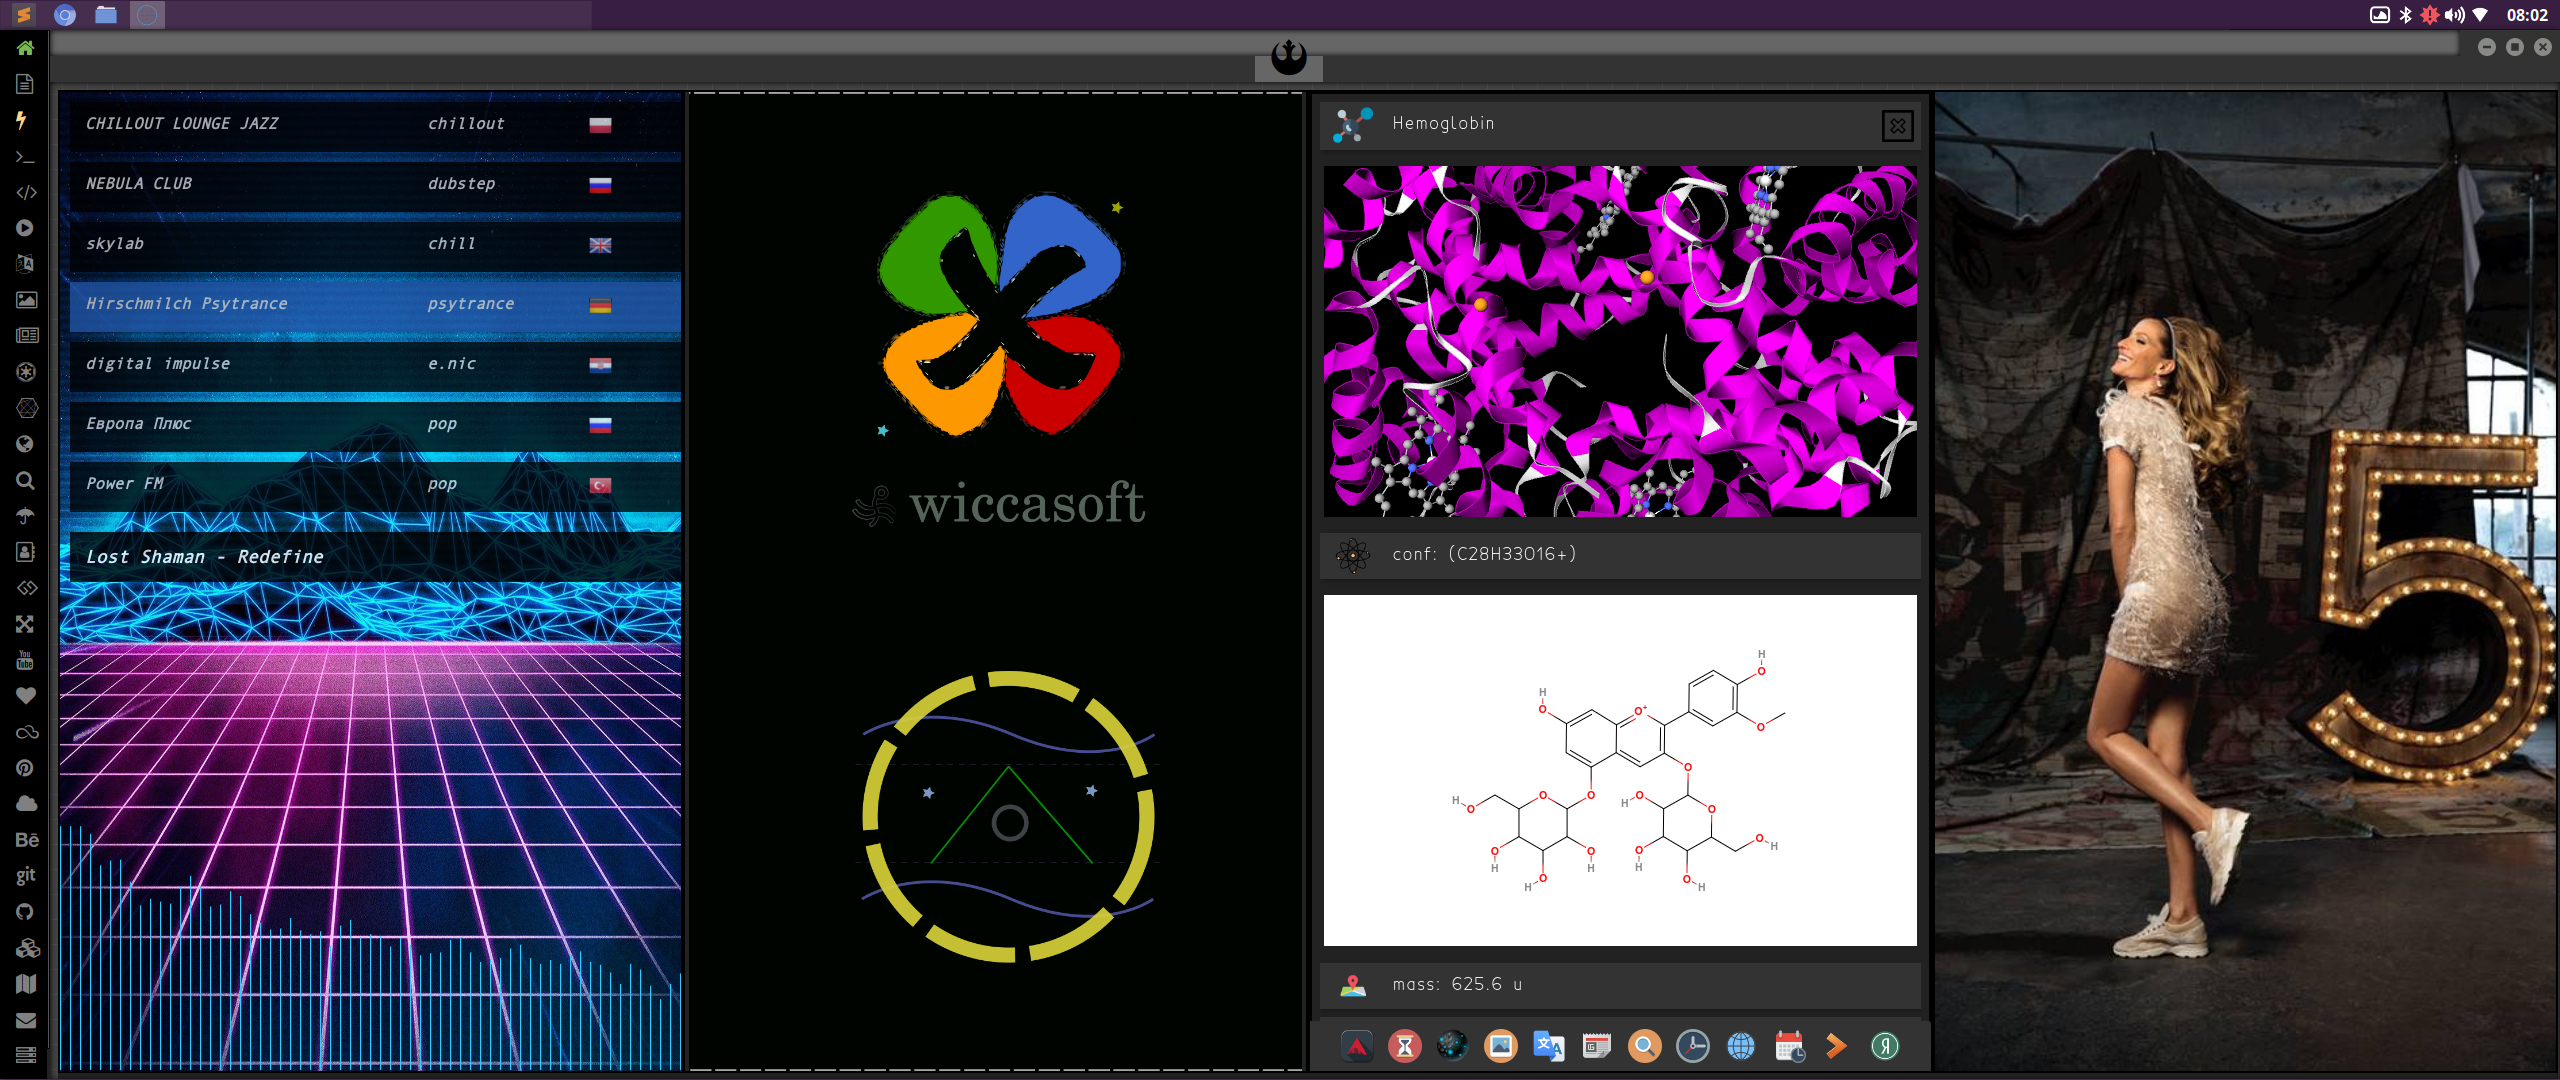 08:02
CHILLOUT LOUNGE JAZZ chillout
NEBULA CLUB dubstep
skylab chill
Hirschmilch Psytrance psytrance
digital impulse e.nic
Европа Плюс pop
Power FM pop
Lost Shaman - Redefine
wiccasoft
Hemoglobin
conf: (C28H33O16+)
H
O
H
O
O+
O
O
H
O
O
O
H
O
O
O
H
O
H
O
H
O
H
O
H
O
H
O
H
mass: 625.6 u
5
You
Tube
Bē
git
Я